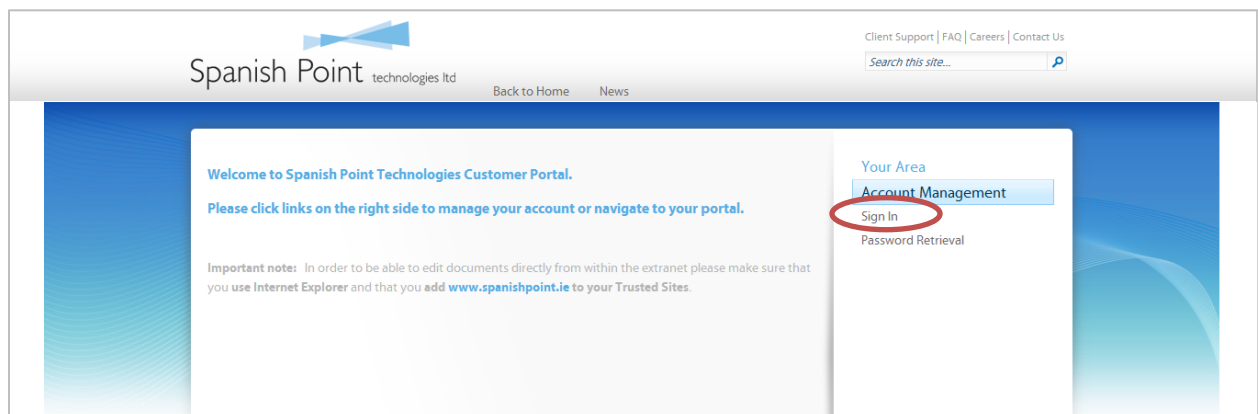 Client Support | FAQ | Careers | Contact Us
Search this site...
Spanish Point technologies ltd
Back to Home News
Welcome to Spanish Point Technologies Customer Portal.
Please click links on the right side to manage your account or navigate to your portal.
Important note: In order to be able to edit documents directly from within the extranet please make sure that
you use Internet Explorer and that you add www.spanishpoint.ie to your Trusted Sites.
Your Area
Account Management
Sign In
Password Retrieval